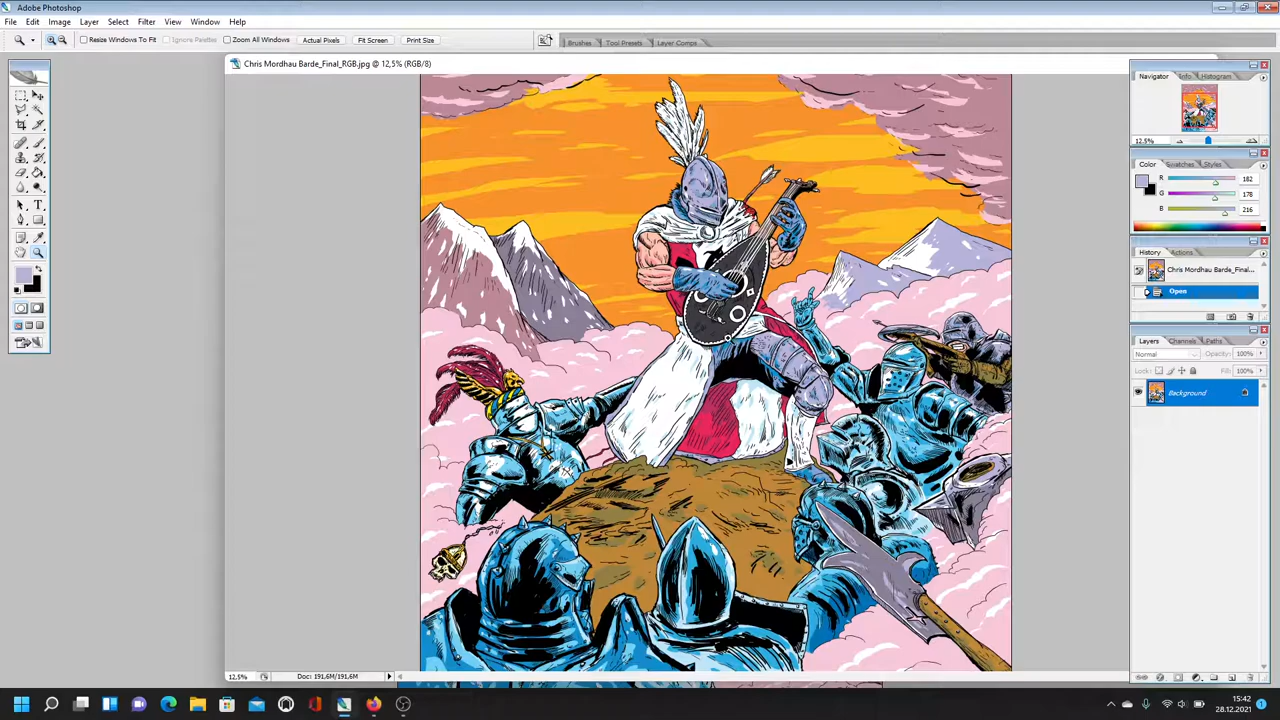 Adobe Photoshop
File Edit Image Layer Select Filter View Window Help
Resize Windows To Fit Ignore Palettes Zoom All Windows Actual Pixels Fit Screen Print Size Brushes Tool Presets Layer Comps
Chris Mordhau Barde_Final_RGB.jpg @ 12,5% (RGB/8)
Navigator Info Histogram
12.5%
Color Swatches Styles
R 182
G 178
B 216
History Actions
Chris Mordhau Barde_Final...
Open
Layers Channels Paths
Normal Opacity: 100%
Lock: Fill: 100%
Background
12,5% Doc: 191,6M/191,6M
15:42
28.12.2021